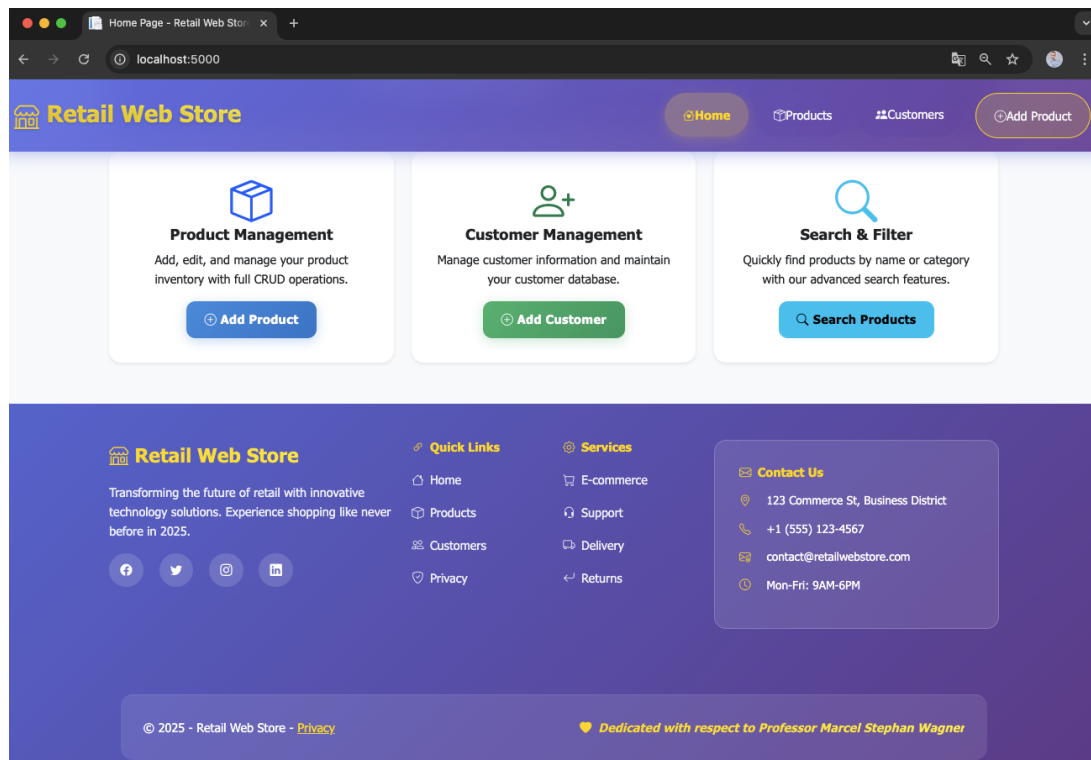 Home Page - Retail Web Stor
localhost:5000
Retail Web Store
Home
Products
Customers
Add Product
Product Management
Add, edit, and manage your product
inventory with full CRUD operations.
Add Product
Customer Management
Manage customer information and maintain
your customer database.
Add Customer
Search & Filter
Quickly find products by name or category
with our advanced search features.
Search Products
Retail Web Store
Transforming the future of retail with innovative
technology solutions. Experience shopping like never
before in 2025.
Quick Links
Home
Products
Customers
Privacy
Services
E-commerce
Support
Delivery
Returns
Contact Us
123 Commerce St, Business District
+1 (555) 123-4567
contact@retailwebstore.com
Mon-Fri: 9AM-6PM
© 2025 - Retail Web Store - Privacy
Dedicated with respect to Professor Marcel Stephan Wagner